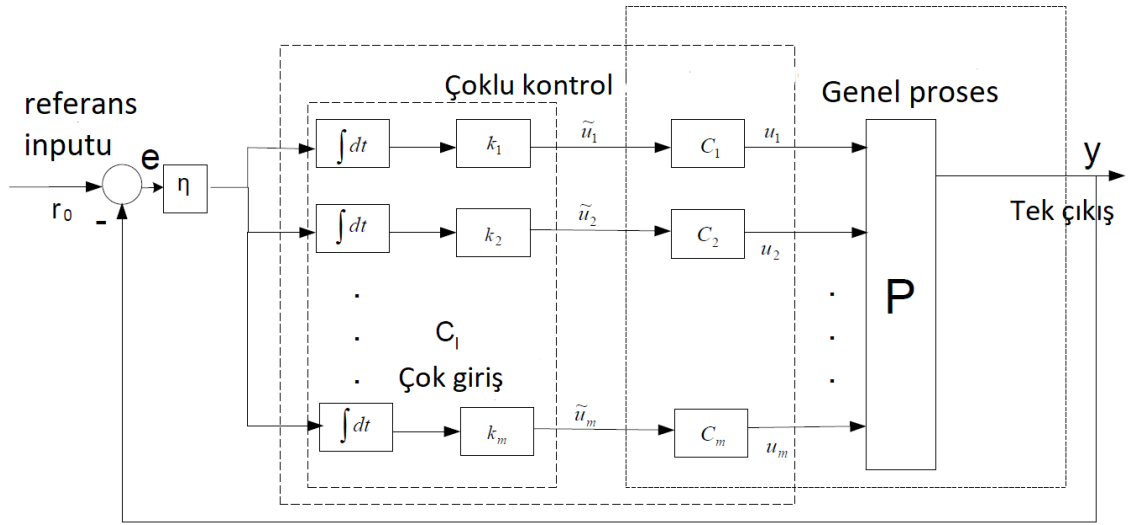 Çoklu kontrol
Genel proses
referans
inputu
e
η
r₀
-
∫dt
k₁
ũ₁
C₁
u₁
y
Tek çıkış
∫dt
k₂
ũ₂
C₂
u₂
P
C_I
Çok giriş
∫dt
kₘ
ũₘ
Cₘ
uₘ